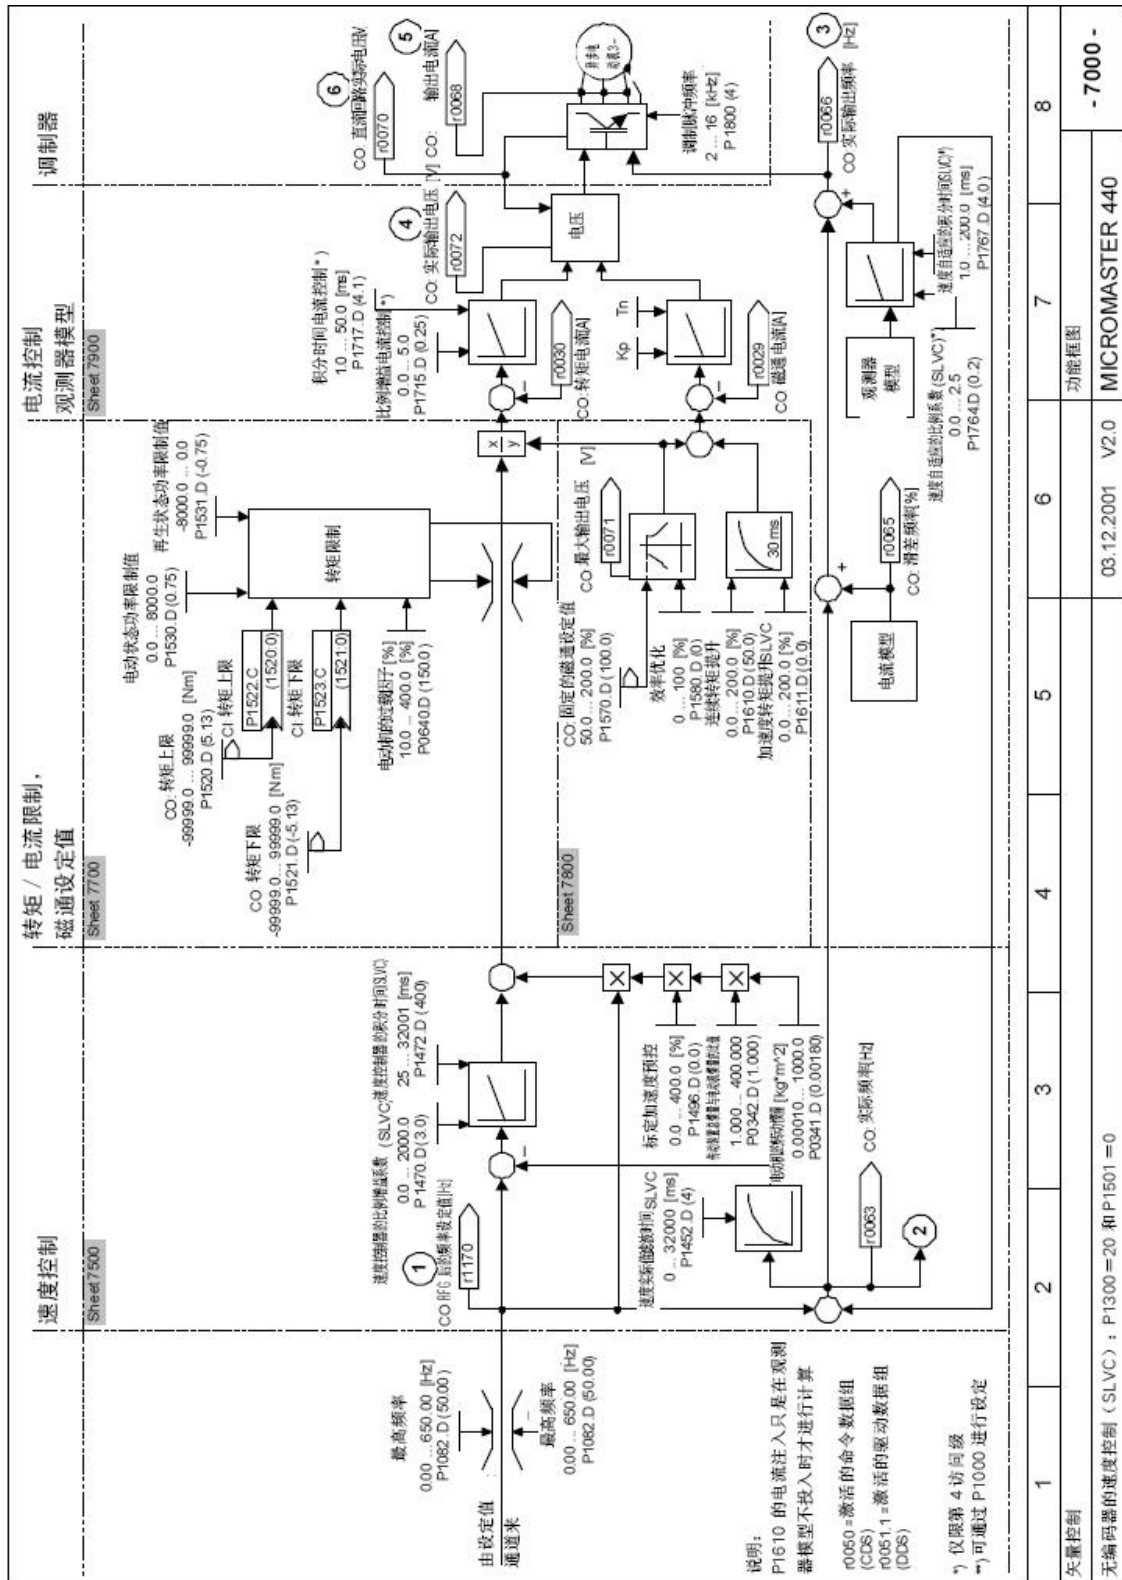 速度控制
Sheet7500
转矩 / 电流限制，
磁通设定值
Sheet 7700
电流控制
观测器模型
Sheet 7900
调制器
由设定值
通道来
最高频率
0.00 ... 650.00 [Hz]
P1082.D (50.00)
最高频率
0.00 ... 650.00 [Hz]
P1082.D (50.00)
1
CO RFG 后的频率设定值[Hz]
r1170
速度控制器的比例增益系数 (SLVC)
0.0 ... 2000.0
P1470.D (3.0)
速度控制器的积分时间(SLVC)
25 ... 32001 [ms]
P1472.D (400)
速度实际值滤波时间SLVC
0 ... 32000 [ms]
P1452.D (4)
标定加速度预控
0.0 ... 400.0 [%]
P1496.D (0.0)
1.000 ... 400.000
P0342.D (1.000)
电动机的转动惯量 [kg*m^2]
0.00010 ... 1000.0
P0341.D (0.00180)
CO: 实际频率[Hz]
r0063
2
CO: 转矩上限
-99999.0 ... 99999.0 [Nm]
P1520.D (5.13)
CI 转矩上限
P1522.C
(1520:0)
CO 转矩下限
-99999.0 ... 99999.0 [Nm]
P1521.D (-5.13)
CI: 转矩下限
P1523.C
(1521:0)
电动状态功率限制值
0.0 ... 8000.0
P1530.D (0.75)
再生状态功率限制值
-8000.0 ... 0.0
P1531.D (-0.75)
转矩限制
电动机的过载因子[%]
10.0 ... 400.0 [%]
P0640.D (150.0)
Sheet 7800
CO: 固定的磁通设定值
50.0 ... 200.0 [%]
P1570.D (100.0)
效率优化
0 ... 100 [%]
P1580.D (0)
连续转矩提升
0.0 ... 200.0 [%]
P1610.D (50.0)
加速度转矩提升SLVC
0.0 ... 200.0 [%]
P1611.D (0.0)
CO 最大输出电压 [V]
r0071
30 ms
x
y
积分时间电流控制*)
1.0 ... 50.0 [ms]
P1717.D (4.1)
比例增益电流控制*)
0.0 ... 5.0
P1715.D (0.25)
r0030
CO: 转矩电流[A]
Kp
Tn
r0029
CO 磁通电流[A]
电压
4
CO: 实际输出电压 [V]
r0072
6
CO: 直流回路实际电压V
r0070
5
CO: 输出电流[A]
r0068
异步电
动机3~
调制脉冲频率
2 ... 16 [kHz]
P1800 (4)
3
[Hz]
r0066
CO 实际输出频率
电流模型
r0065
CO: 滑差频率[%]
观测器
模型
速度自适应的比例系数(SLVC)*)
0.0 ... 2.5
P1764.D (0.2)
速度自适应的积分时间(SLVC)*)
1.0 ... 200.0 [ms]
P1767.D (4.0)
说明：
P1610 的电流注入只是在观测
器模型不投入时才进行计算
r0050=激活的命令数据组
(CDS)
r0051.1=激活的驱动数据组
(DDS)
*) 仅限第 4 访问级
**) 可通过 P1000 进行设定
1
2
3
4
5
6
7
8
矢量控制
无编码器的速度控制 (SLVC)：P1300=20 和 P1501=0
03.12.2001 V2.0
功能框图
MICROMASTER 440
- 7000 -